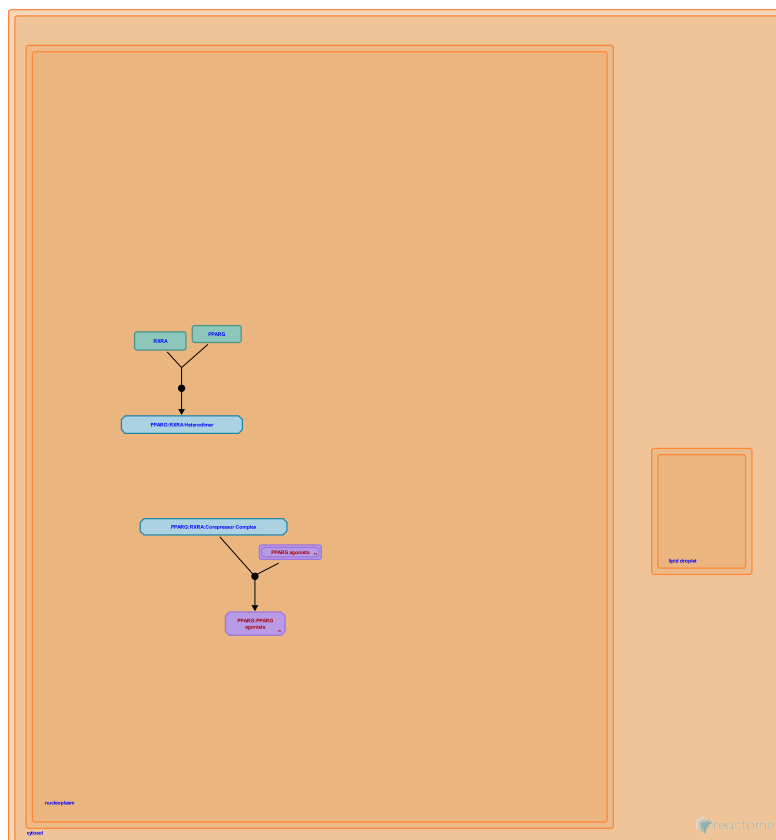 RXRA
PPARG
PPARG:RXRA Heterodimer
PPARG:RXRA:Corepressor Complex
PPARG agonists
PPARG:PPARG
agonists
lipid droplet
nucleoplasm
cytosol
reactome